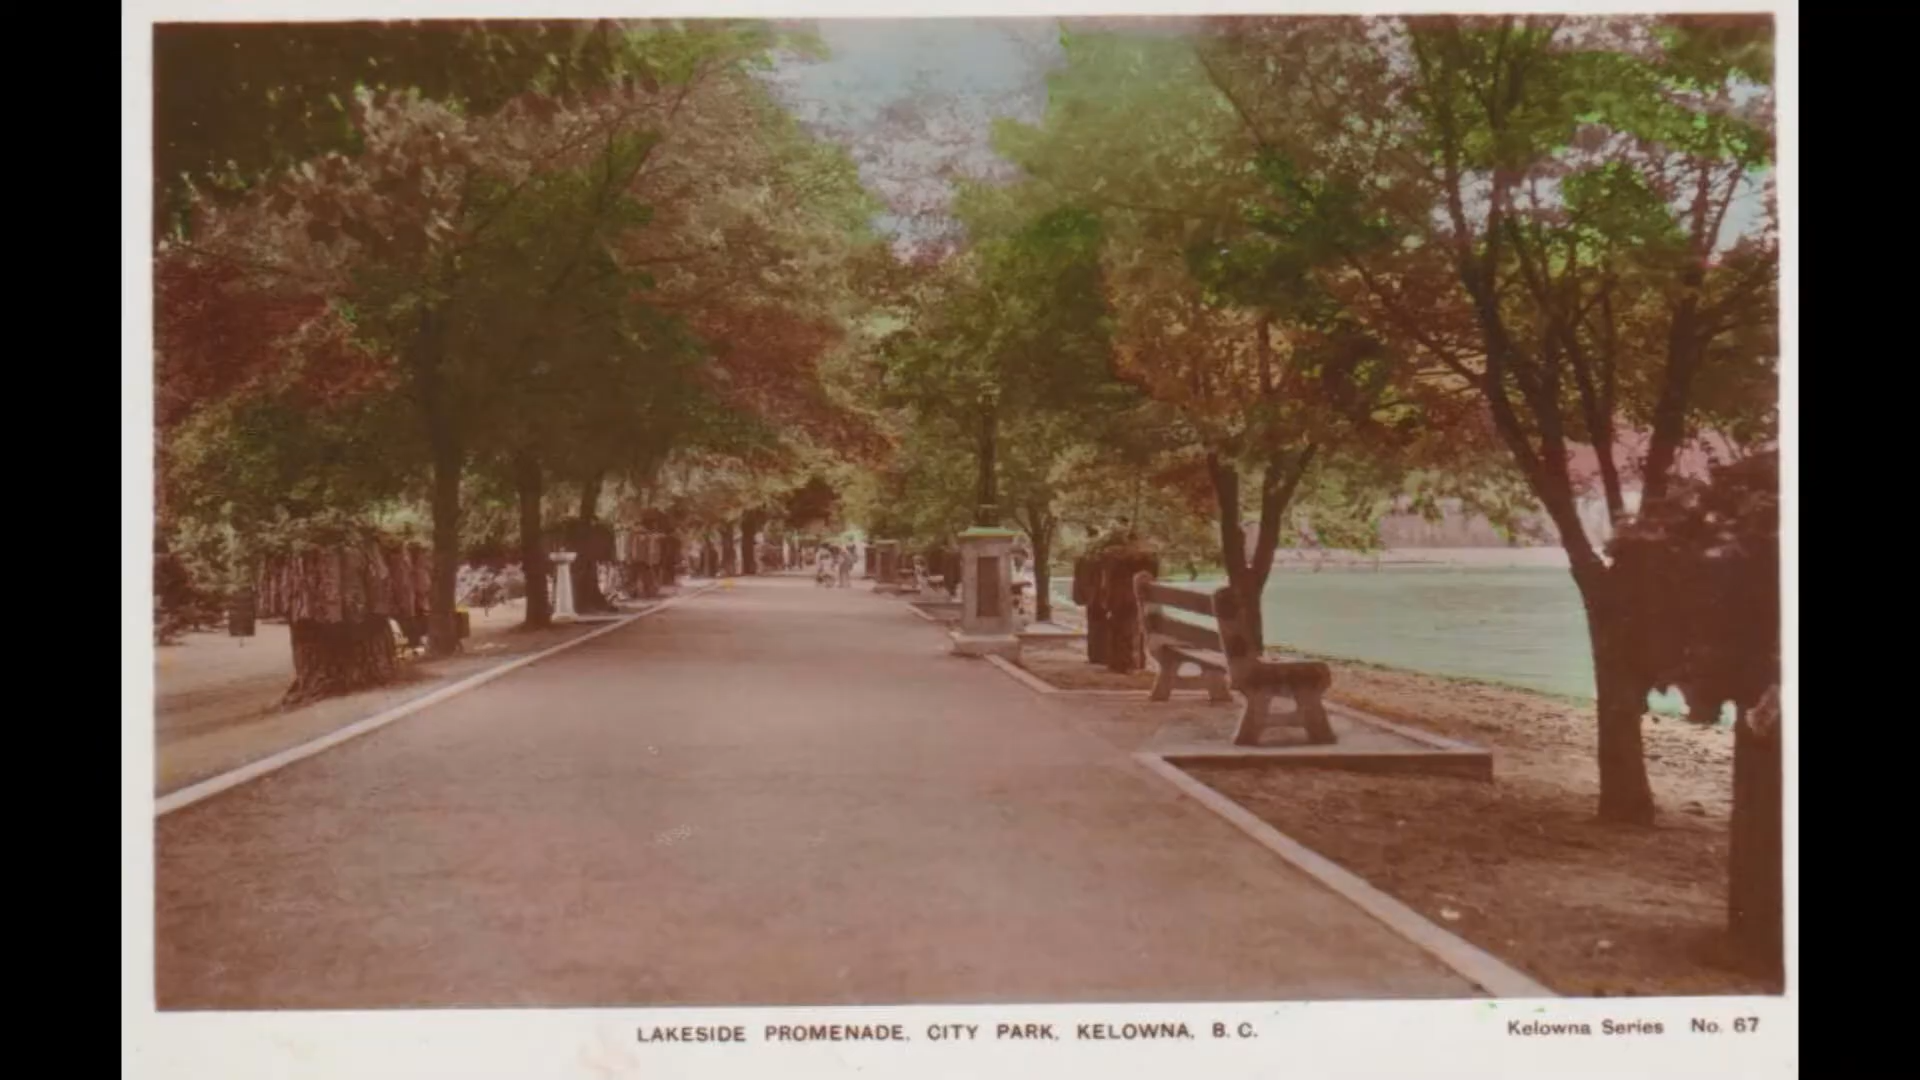 LAKESIDE PROMENADE, CITY PARK, KELOWNA, B. C.
Kelowna Series No. 67